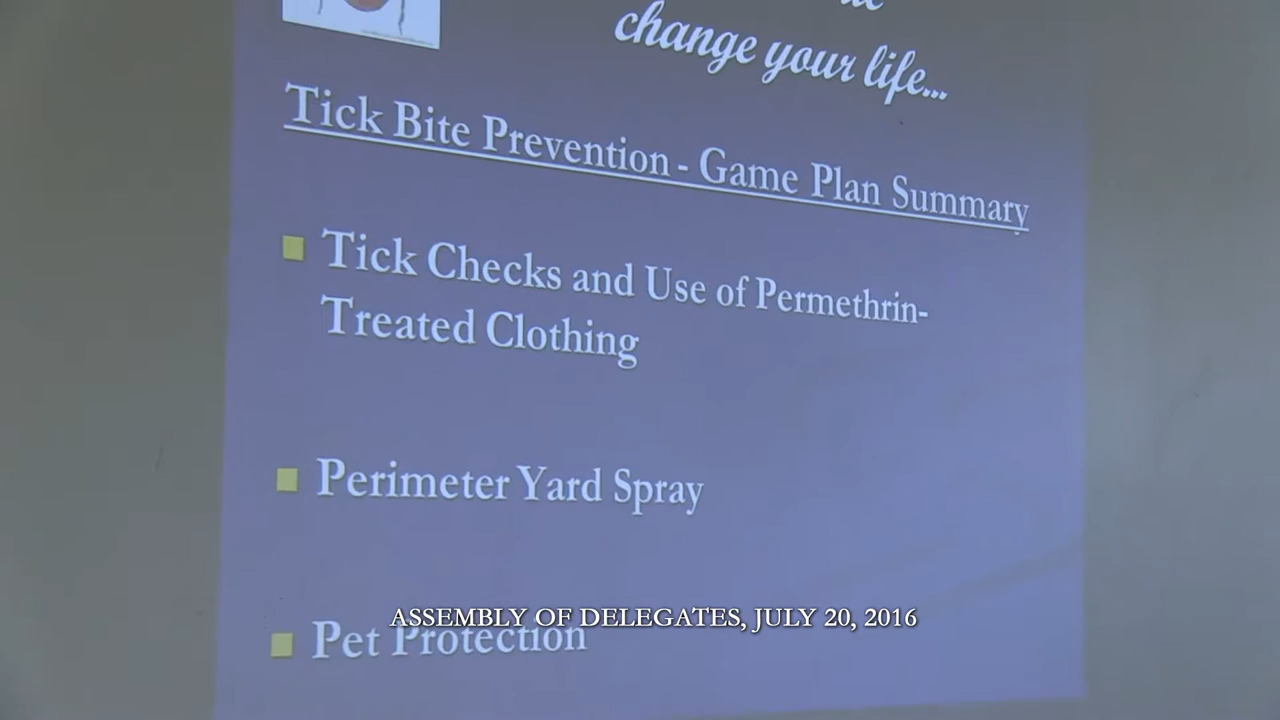 change your life...
Tick Bite Prevention - Game Plan Summary
Tick Checks and Use of Permethrin-
Treated Clothing
Perimeter Yard Spray
ASSEMBLY OF DELEGATES, JULY 20, 2016
Pet Protection